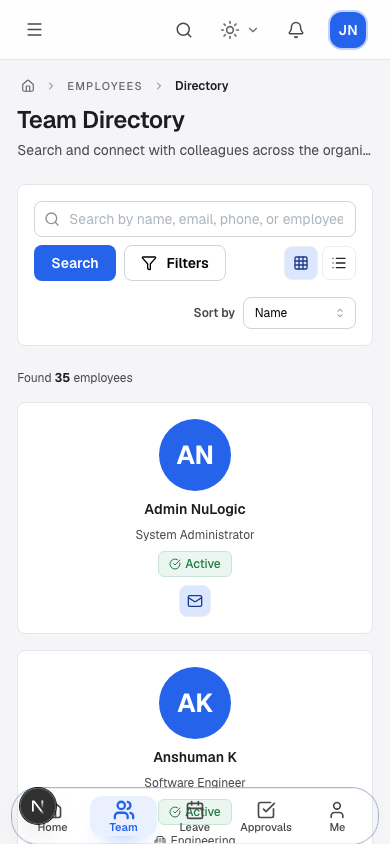 JN
EMPLOYEES
Directory
Team Directory
Search and connect with colleagues across the organi...
Search by name, email, phone, or employee
Search
Filters
Sort by
Name
Found 35 employees
AN
Admin NuLogic
System Administrator
Active
AK
Anshuman K
Software Engineer
Active
N
Home
Team
Leave
Approvals
Me
Engineering